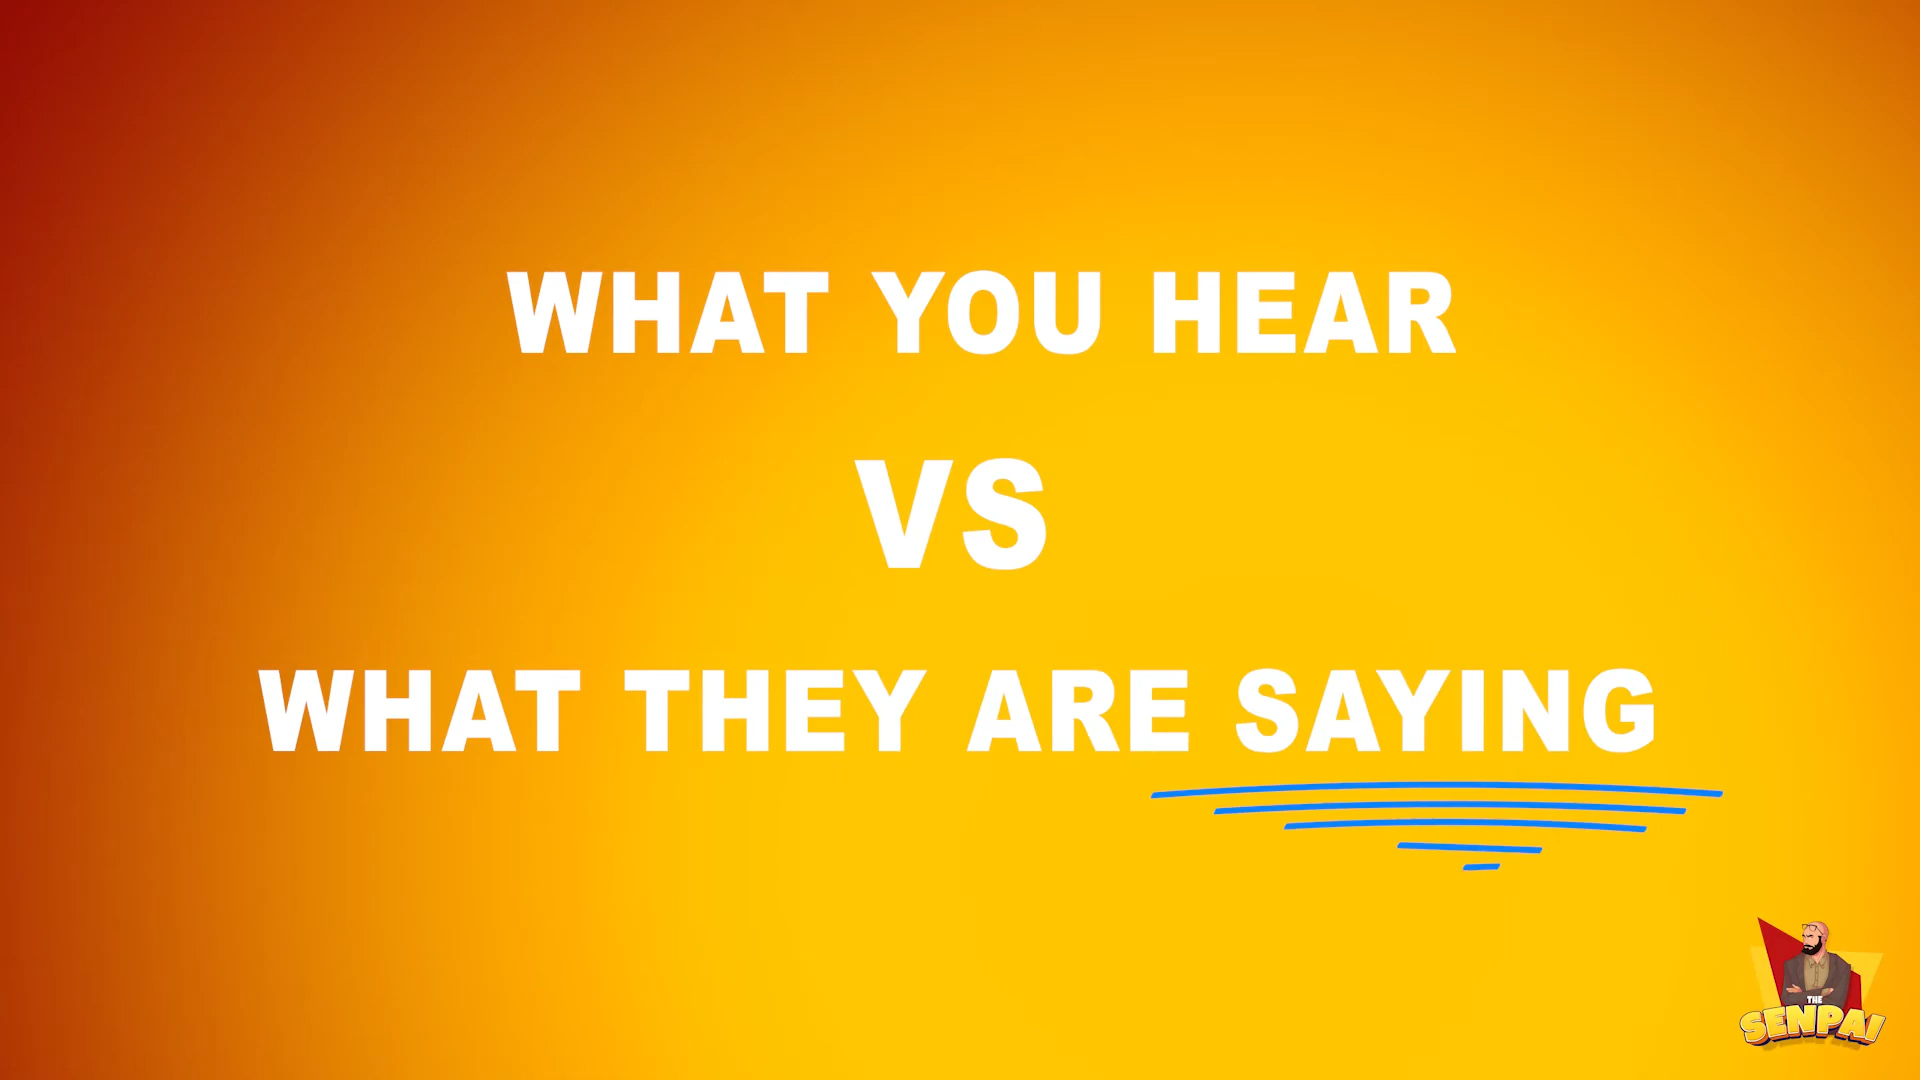 WHAT YOU HEAR
VS
WHAT THEY ARE SAYING
THE
SENPAI